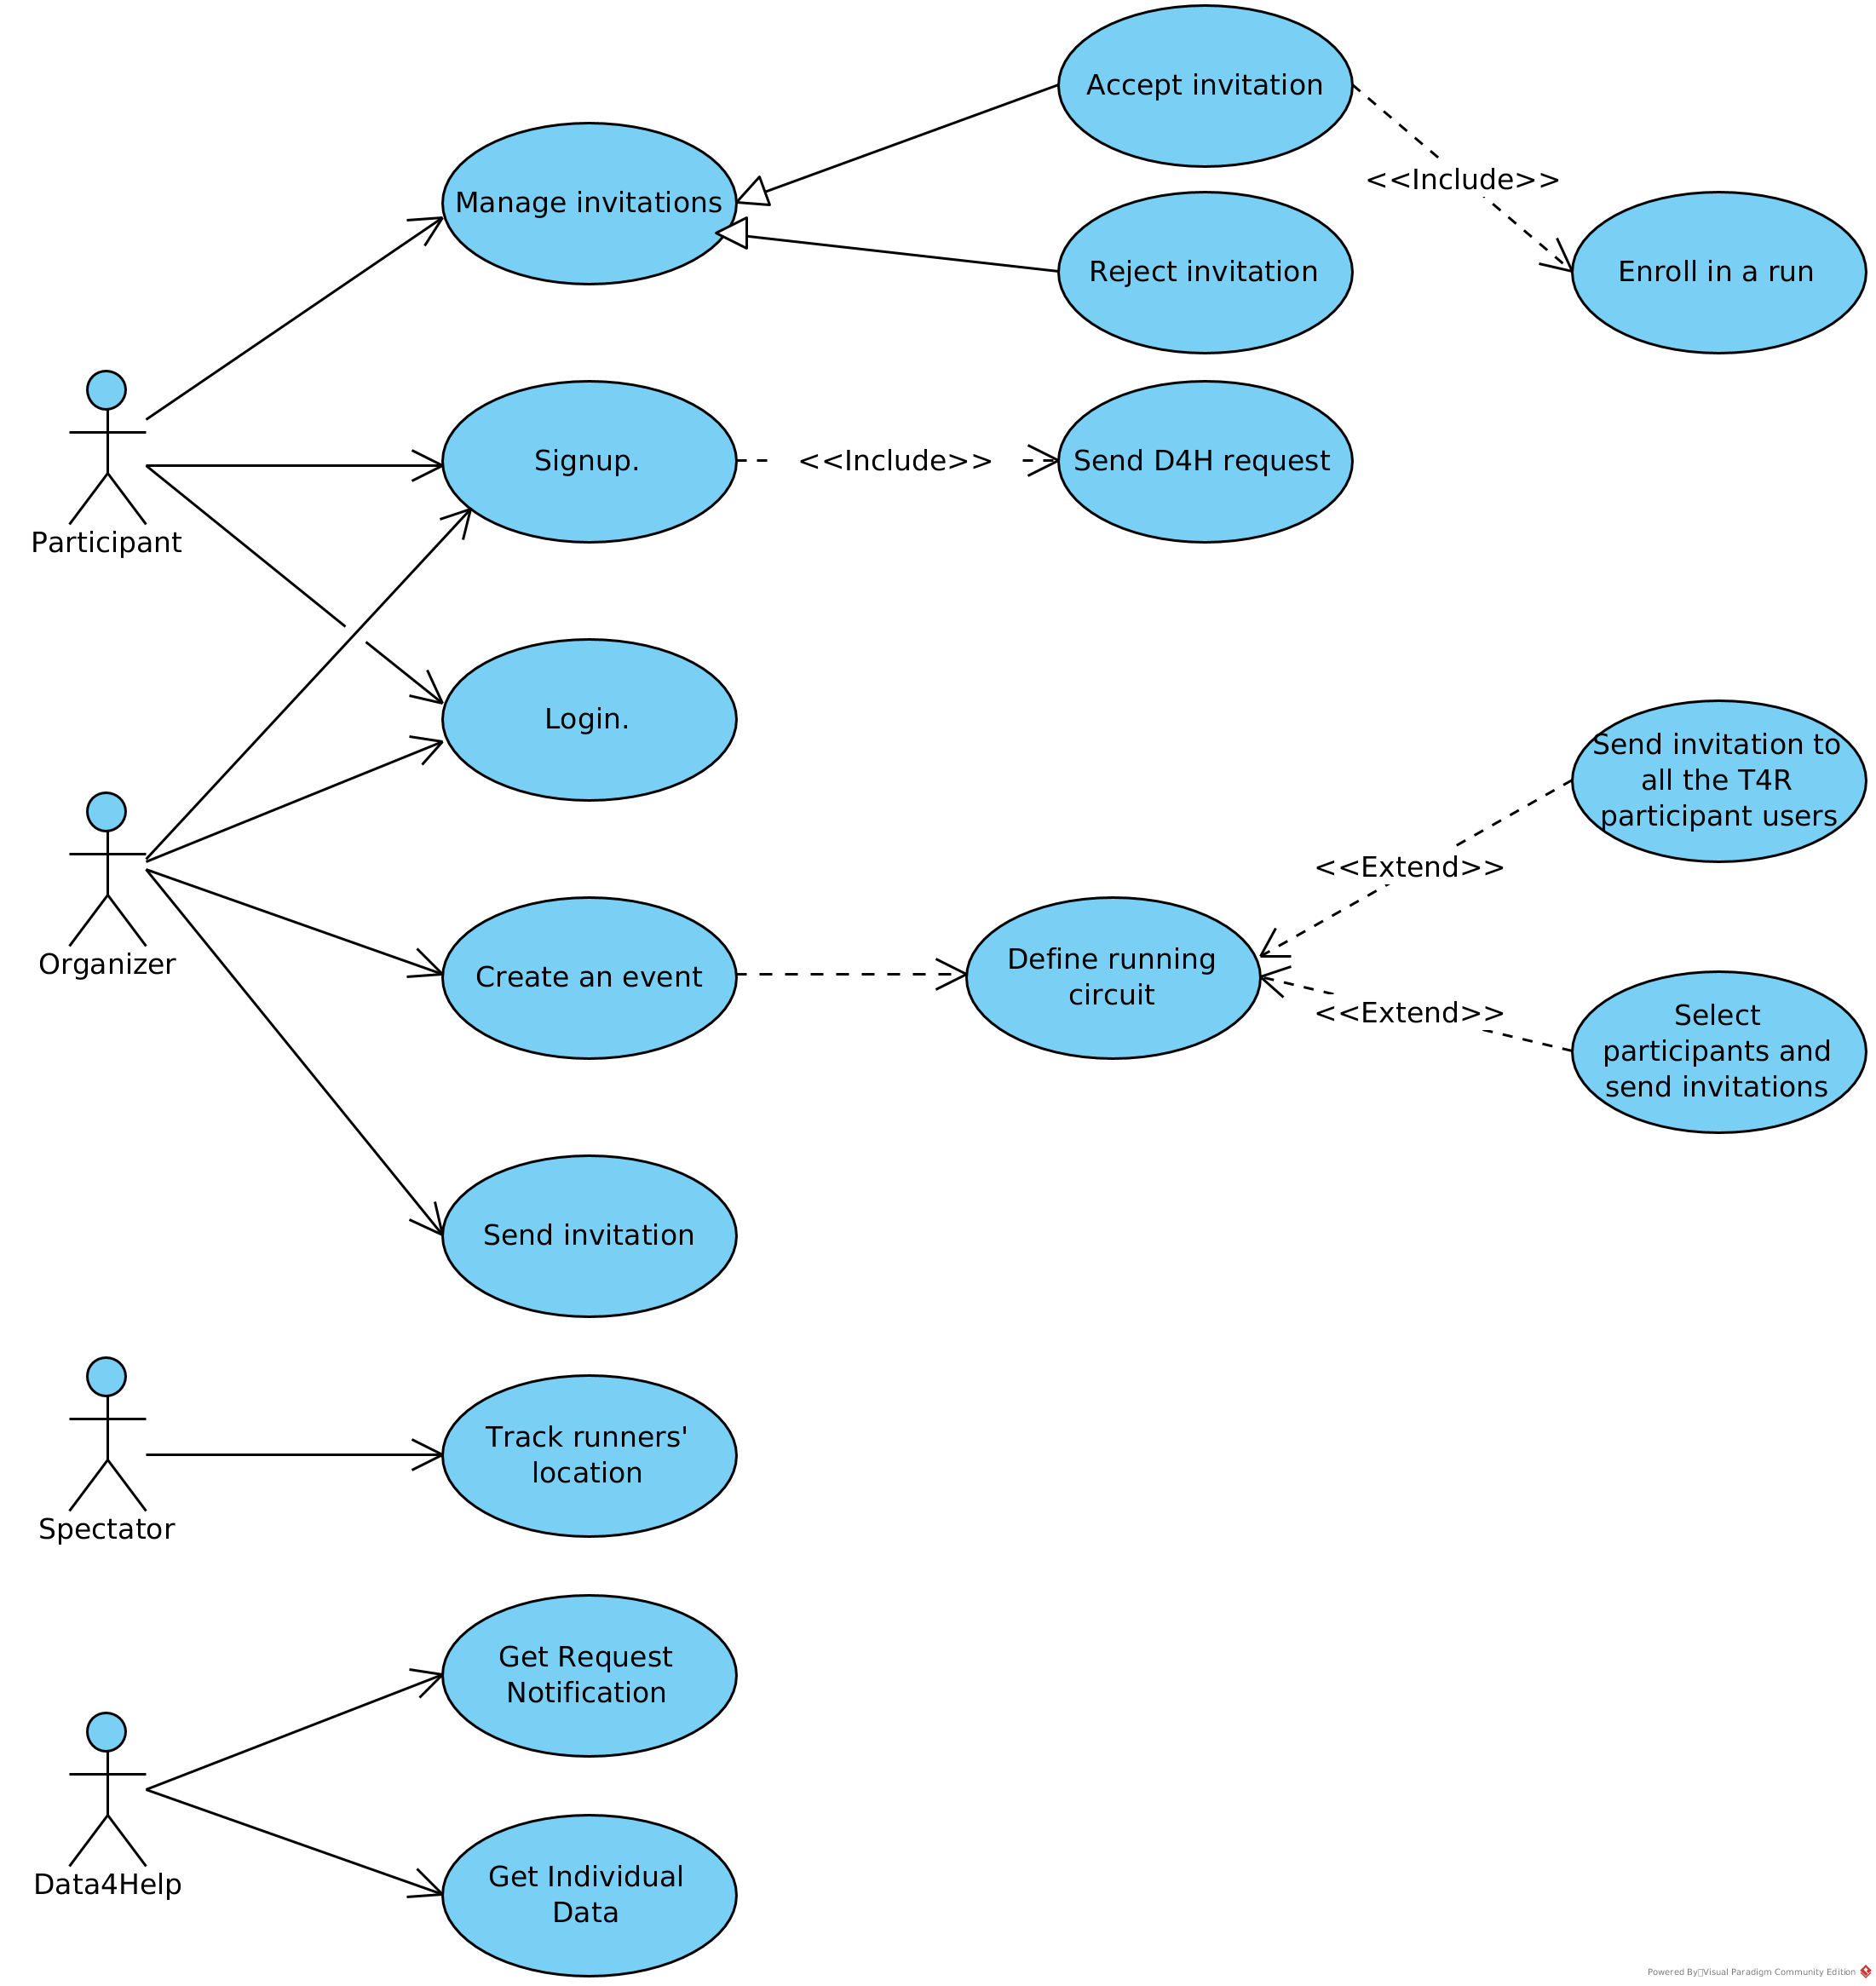 Accept invitation
<<Include>>
Manage invitations
Reject invitation
Enroll in a run
Participant
Signup.
<<Include>>
Send D4H request
Login.
Send invitation to
all the T4R
participant users
<<Extend>>
Organizer
Create an event
Define running
circuit
<<Extend>>
Select
participants and
send invitations
Send invitation
Spectator
Track runners'
location
Get Request
Notification
Data4Help
Get Individual
Data
Powered By Visual Paradigm Community Edition